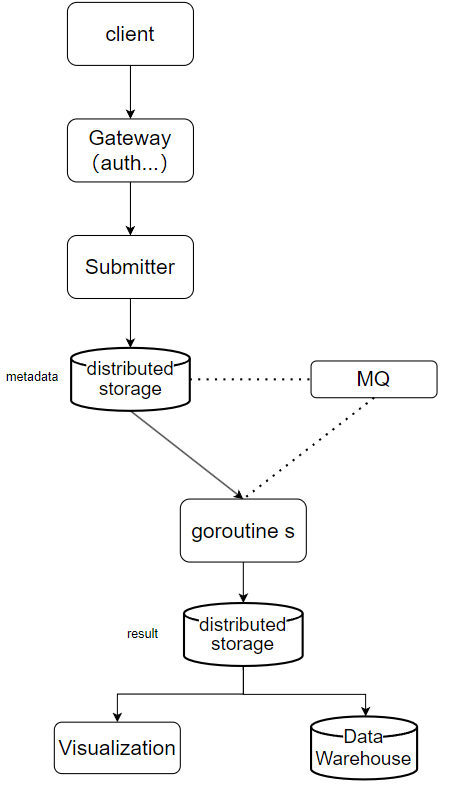 client
Gateway
（auth...）
Submitter
metadata
distributed
storage
MQ
goroutine s
result
distributed
storage
Visualization
Data
Warehouse